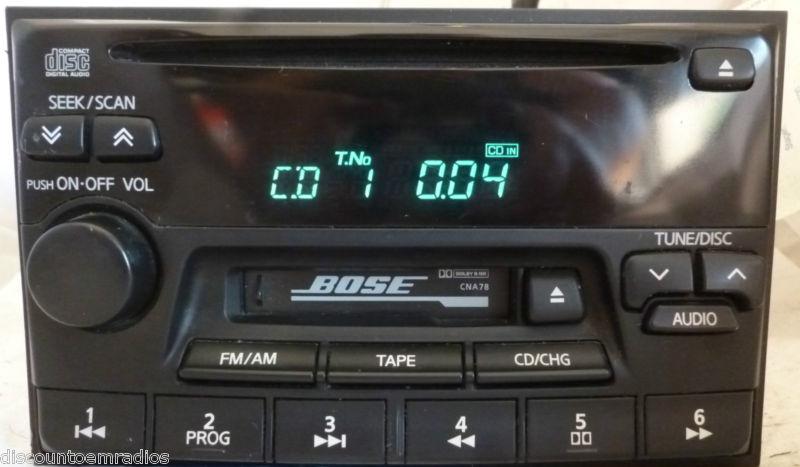 COMPACT
disc
DIGITAL AUDIO
SEEK/SCAN
PUSH ON·OFF VOL
CD IN
T.No
CD 1 0.04
TUNE/DISC
BOSE
DOLBY B NR
CNA78
AUDIO
FM/AM TAPE CD/CHG
1 2 3 4 5 6
PROG
discountoemradios